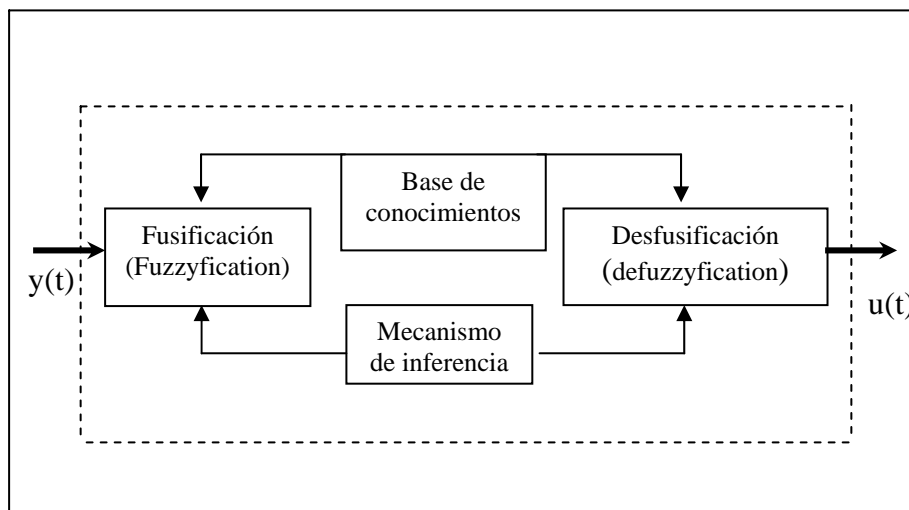 Base de
conocimientos
Fusificación
(Fuzzyfication)
Desfusificación
(defuzzyfication)
y(t)
u(t)
Mecanismo
de inferencia